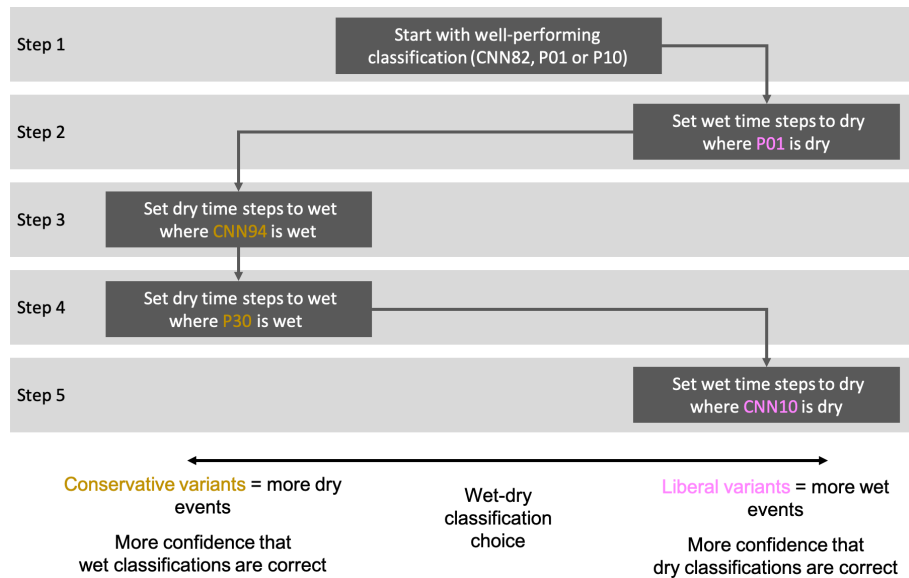 Step 1
Start with well-performing
classification (CNN82, P01 or P10)
Step 2
Set wet time steps to dry
where P01 is dry
Step 3
Set dry time steps to wet
where CNN94 is wet
Step 4
Set dry time steps to wet
where P30 is wet
Step 5
Set wet time steps to dry
where CNN10 is dry
Conservative variants = more dry
events
More confidence that
wet classifications are correct
Wet-dry
classification
choice
Liberal variants = more wet
events
More confidence that
dry classifications are correct